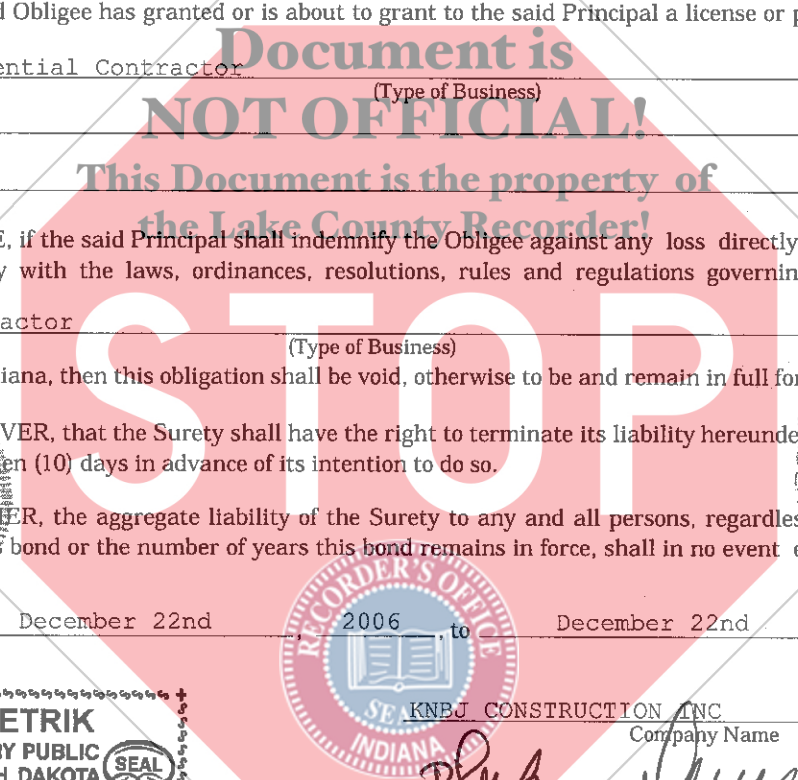 d Obligee has granted or is about to grant to the said Principal a license or p
Document is
ential Contractor
(Type of Business)
NOT OFFICIAL!
This Document is the property of
the Lake County Recorder!
E, if the said Principal shall indemnify the Obligee against any loss directly
y with the laws, ordinances, resolutions, rules and regulations governin
STOP
actor
(Type of Business)
iana, then this obligation shall be void, otherwise to be and remain in full for
VER, that the Surety shall have the right to terminate its liability hereunde
en (10) days in advance of its intention to do so.
HER, the aggregate liability of the Surety to any and all persons, regardles
s bond or the number of years this bond remains in force, shall in no event e
December 22nd, 2006, to December 22nd
RECORDER'S OFFICE
SEAL
INDIANA
ETRIK
BY PUBLIC
H DAKOTA
SEAL
KNBJ CONSTRUCTION INC
Company Name